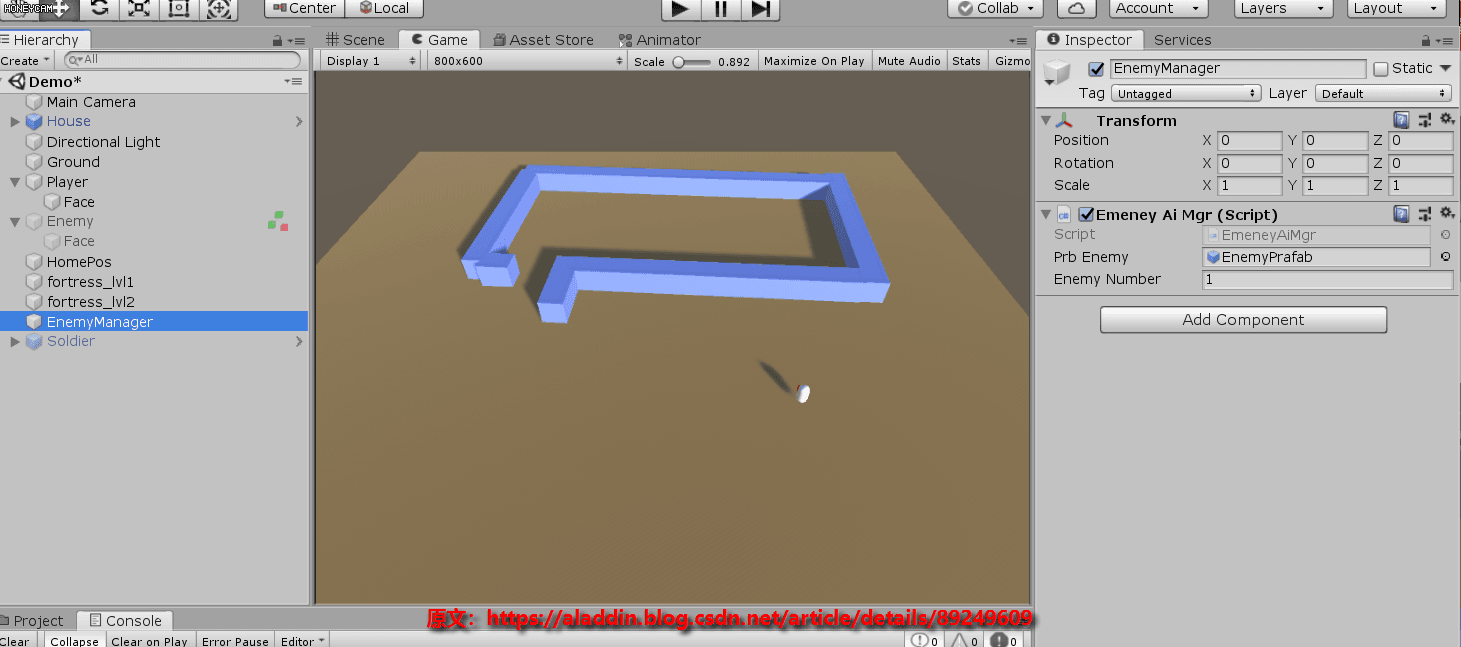 HONEYCAM
Center Local
Collab Account Layers Layout
Hierarchy
Create All
Demo*
Main Camera
House
Directional Light
Ground
Player
Face
Enemy
Face
HomePos
fortress_lvl1
fortress_lvl2
EnemyManager
Soldier
Scene Game Asset Store Animator
Display 1 800x600 Scale 0.892 Maximize On Play Mute Audio Stats Gizmo
Inspector Services
EnemyManager Static
Tag Untagged Layer Default
Transform
Position X 0 Y 0 Z 0
Rotation X 0 Y 0 Z 0
Scale X 1 Y 1 Z 1
Emeney Ai Mgr (Script)
Script EmeneyAiMgr
Prb Enemy EnemyPrafab
Enemy Number 1
Add Component
原文：https://aladdin.blog.csdn.net/article/details/89249609
Project Console
Clear Collapse Clear on Play Error Pause Editor 0 0 0